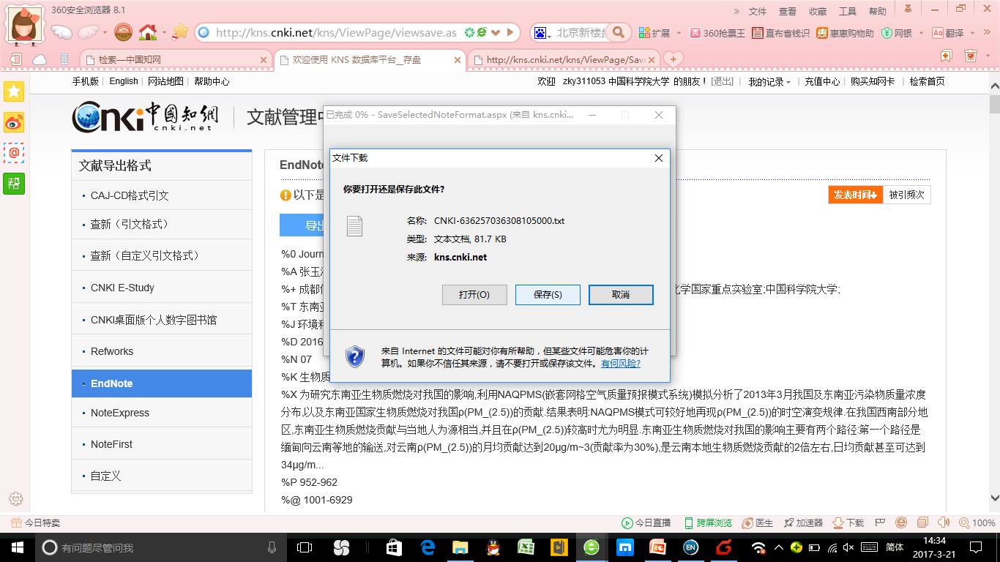 360安全浏览器 8.1
» 文件 查看 收藏 工具 帮助
http://kns.cnki.net/kns/ViewPage/viewsave.as
北京新楼盘
扩展 360抢票王 直布省钱识 惠惠购物助 网银 翻译 »
检索—中国知网
欢迎使用 KNS 数据库平台__存盘
http://kns.cnki.net/kns/ViewPage/Sav
手机版 | English | 网站地图 | 帮助中心
欢迎 zky311053 中国科学院大学 的朋友！ [退出] | 我的记录 | 充值中心 | 购买知网卡 | 检索首页
Cnki中国知网
cnki.net
文献管理中
已完成 0% - SaveSelectedNoteFormat.aspx (来自 kns.cnki...
文件下载
你要打开还是保存此文件?
名称: CNKI-636257036308105000.txt
类型: 文本文档, 81.7 KB
来源: kns.cnki.net
打开(O) 保存(S) 取消
来自 Internet 的文件可能对你有所帮助，但某些文件可能危害你的计
算机。如果你不信任其来源，请不要打开或保存该文件。有何风险?
文献导出格式
CAJ-CD格式引文
查新（引文格式）
查新（自定义引文格式）
CNKI E-Study
CNKI桌面版个人数字图书馆
Refworks
EndNote
NoteExpress
NoteFirst
自定义
EndNote
以下是
发表时间 被引频次
导出
%0 Journ
%A 张玉洁
%+ 成都信
化学国家重点实验室;中国科学院大学;
%T 东南亚
%J 环境科
%D 2016
%N 07
%K 生物质
%X 为研究东南亚生物质燃烧对我国的影响,利用NAQPMS(嵌套网格空气质量预报模式系统)模拟分析了2013年3月我国及东南亚污染物质量浓度
分布,以及东南亚国家生物质燃烧对我国ρ(PM_(2.5))的贡献.结果表明:NAQPMS模式可较好地再现ρ(PM_(2.5))的时空演变规律.在我国西南部分地
区,东南亚生物质燃烧贡献与当地人为源相当,并且在ρ(PM_(2.5))较高时尤为明显.东南亚生物质燃烧对我国的影响主要有两个路径:第一个路径是
缅甸向云南等地的输送,对云南ρ(PM_(2.5))的月均贡献达到20μg/m~3(贡献率为30%),是云南本地生物质燃烧贡献的2倍左右,日均贡献甚至可达到
34μg/m...
%P 952-962
%@ 1001-6929
帮
今日特卖
今日直播 跨屏浏览 医生 加速器 下载 100%
有问题尽管问我
EN
简体
14:34
2017-3-21